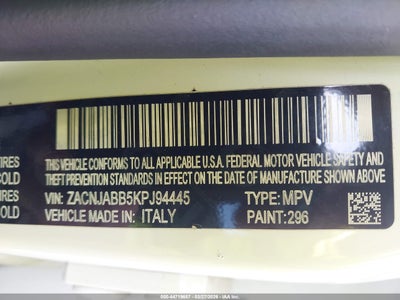 IRES
COLD
IRES
COLD
THIS VEHICLE CONFORMS TO ALL APPLICABLE U.S.A. FEDERAL MOTOR VEHICLE SAFETY AND
THEFT PREVENTION STANDARDS IN EFFECT ON THE DATE OF MANUFACTURE SHOWN ABOVE.
VIN: ZACNJABB5KPJ94445 TYPE: MPV
VEHICLE MADE IN: ITALY PAINT: 296